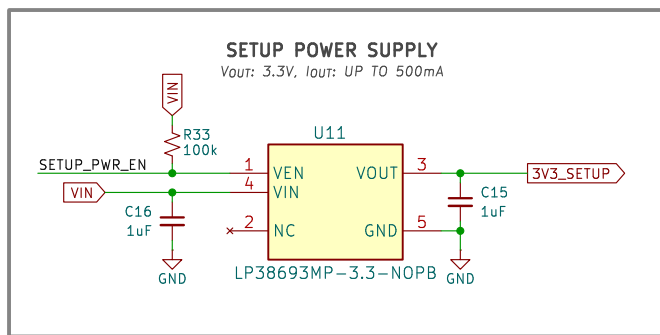 SETUP POWER SUPPLY
VOUT: 3.3V, IOUT: UP TO 500mA
VIN
U11
R33
100k
SETUP_PWR_EN
1
VEN
VOUT
3
3V3_SETUP
VIN
4
VIN
C16
1uF
C15
1uF
2
NC
GND
5
GND
GND
LP38693MP-3.3-NOPB